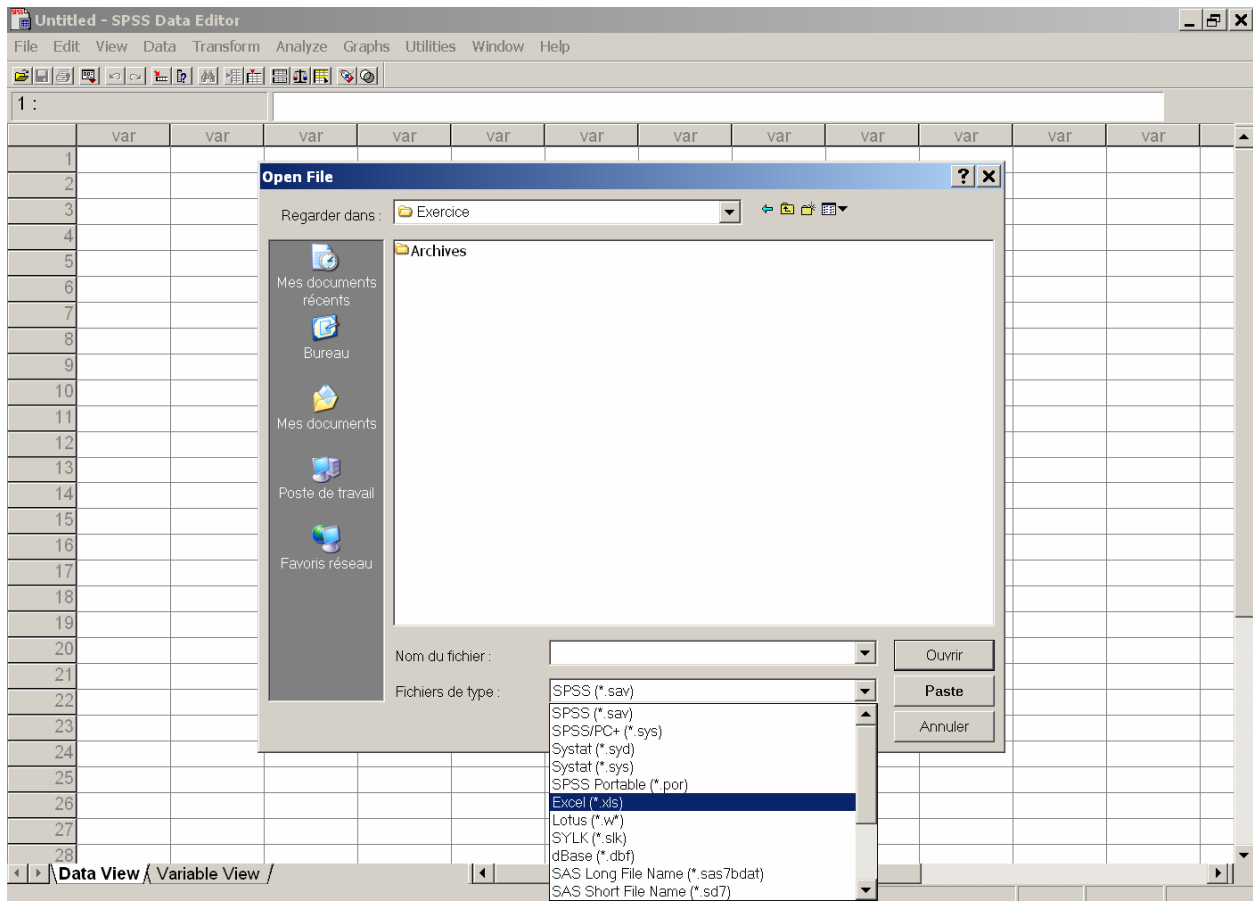 Untitled - SPSS Data Editor
File Edit View Data Transform Analyze Graphs Utilities Window Help
1 :
var var var var var var var var var var var var
1
2
3
4
5
6
7
8
9
10
11
12
13
14
15
16
17
18
19
20
21
22
23
24
25
26
27
28
Open File
Regarder dans : Exercice
Archives
Mes documents
récents
Bureau
Mes documents
Poste de travail
Favoris réseau
Nom du fichier : Ouvrir
Fichiers de type : SPSS (*.sav) Paste
Annuler
SPSS (*.sav)
SPSS/PC+ (*.sys)
Systat (*.syd)
Systat (*.sys)
SPSS Portable (*.por)
Excel (*.xls)
Lotus (*.w*)
SYLK (*.slk)
dBase (*.dbf)
SAS Long File Name (*.sas7bdat)
SAS Short File Name (*.sd7)
Data View Variable View